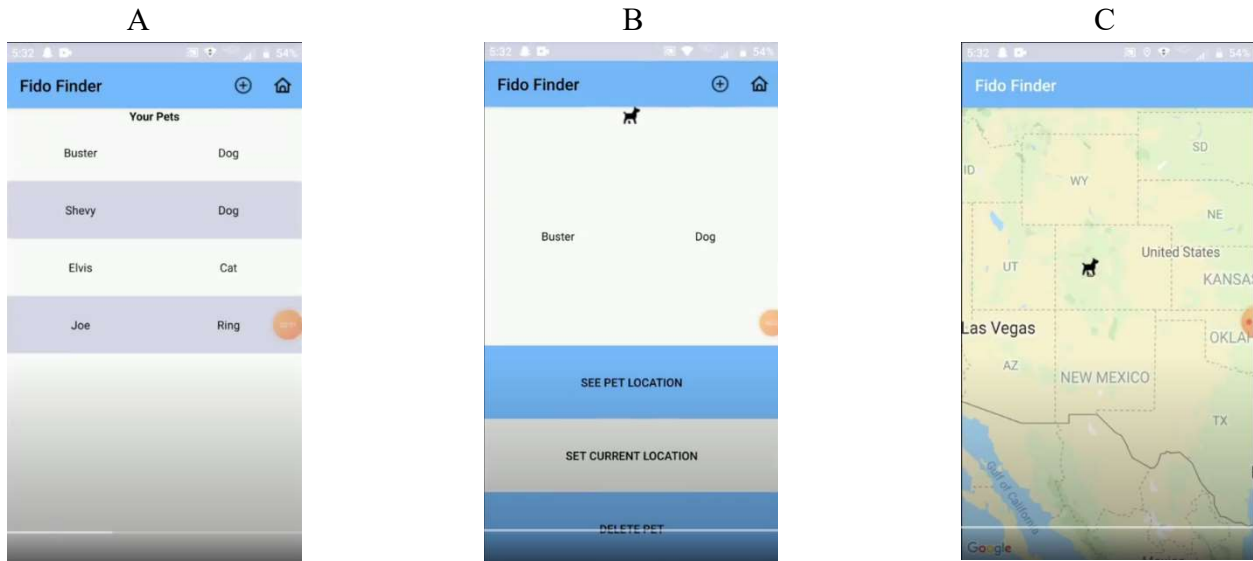 A
B
C
5:32
54%
5:32
54%
5:32
54%
Fido Finder
Fido Finder
Fido Finder
Your Pets
Buster Dog
Shevy Dog
Elvis Cat
Joe Ring
Buster Dog
SEE PET LOCATION
SET CURRENT LOCATION
DELETE PET
SD
ID
WY
NE
United States
UT
KANSA
Las Vegas
OKLA
AZ
NEW MEXICO
TX
Gulf of California
Google